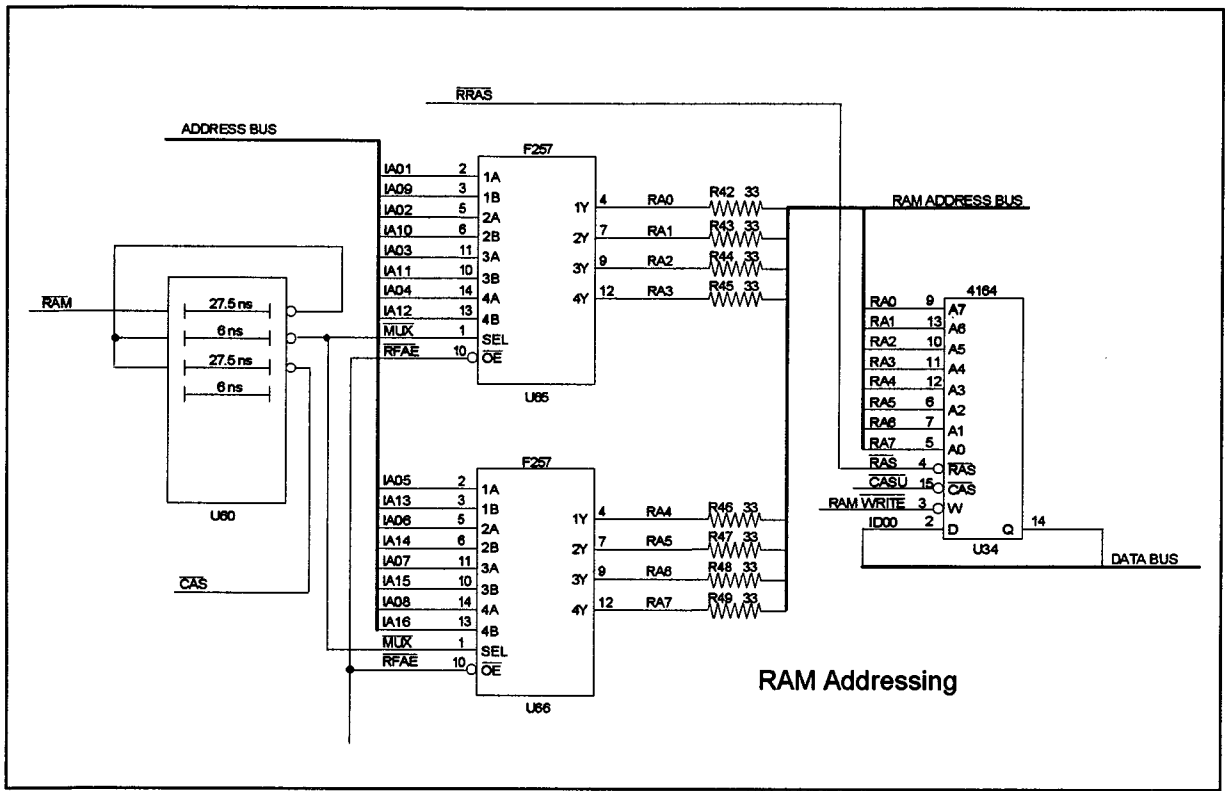 RRAS
ADDRESS BUS
F257
IA01 2 1A
IA09 3 1B
IA02 5 2A
IA10 6 2B
IA03 11 3A
IA11 10 3B
IA04 14 4A
IA12 13 4B
MUX 1 SEL
RFAE 10 OE
1Y 4 RA0 R42 33
2Y 7 RA1 R43 33
3Y 9 RA2 R44 33
4Y 12 RA3 R45 33
U65
RAM ADDRESS BUS
RAM
27.5 ns
6 ns
27.5 ns
6 ns
U60
CAS
F257
IA05 2 1A
IA13 3 1B
IA06 5 2A
IA14 6 2B
IA07 11 3A
IA15 10 3B
IA08 14 4A
IA16 13 4B
MUX 1 SEL
RFAE 10 OE
1Y 4 RA4 R46 33
2Y 7 RA5 R47 33
3Y 9 RA6 R48 33
4Y 12 RA7 R49 33
U66
4164
RA0 9 A7
RA1 13 A6
RA2 10 A5
RA3 11 A4
RA4 12 A3
RA5 6 A2
RA6 7 A1
RA7 5 A0
RAS 4 RAS
CASU 15 CAS
RAM WRITE 3 W
ID00 2 D Q 14
U34
DATA BUS
RAM Addressing